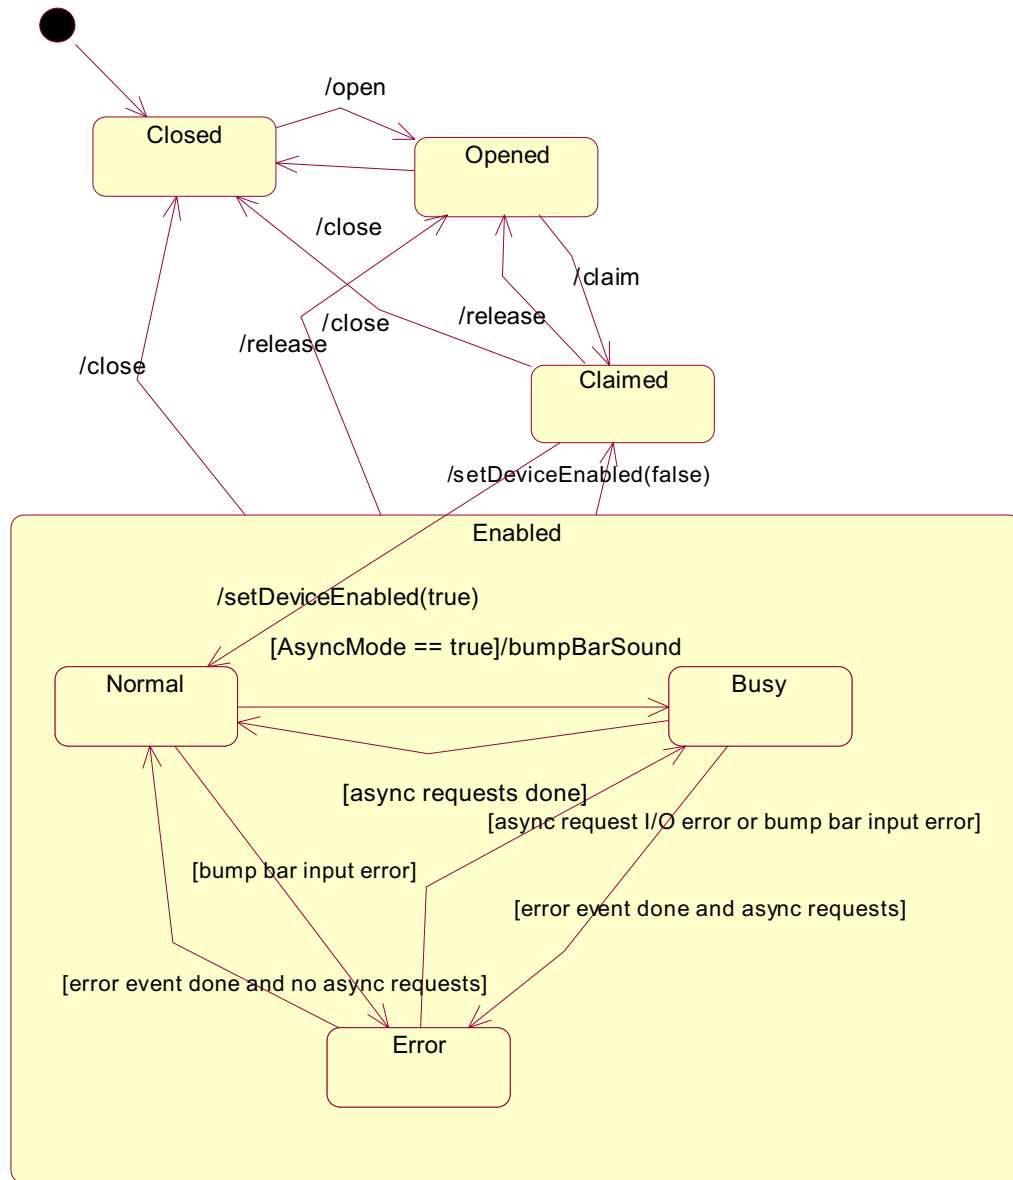 /open
Closed
Opened
/close
/claim
/release
/close
/release
/close
Claimed
/setDeviceEnabled(false)
Enabled
/setDeviceEnabled(true)
[AsyncMode == true]/bumpBarSound
Normal
Busy
[async requests done]
[async request I/O error or bump bar input error]
[bump bar input error]
[error event done and async requests]
[error event done and no async requests]
Error